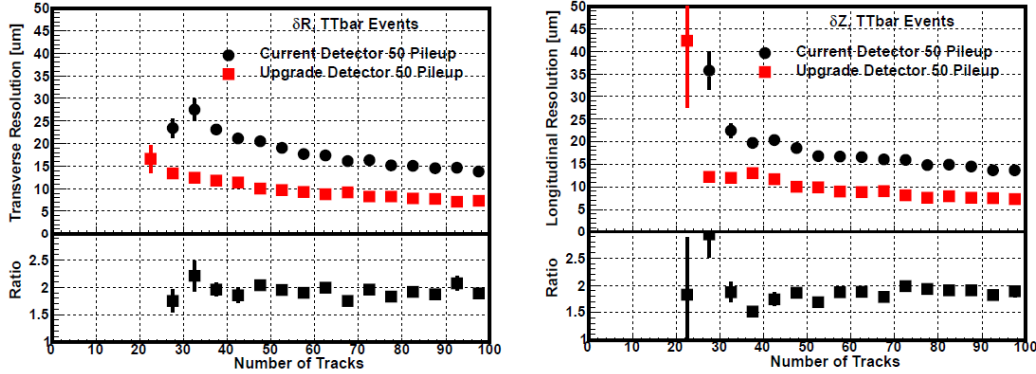 δR, TTbar Events
Current Detector 50 Pileup
Upgrade Detector 50 Pileup
Transverse Resolution [um]
50
45
40
35
30
25
20
15
10
5
0
Ratio
2.5
2
1.5
1
0 10 20 30 40 50 60 70 80 90 100
Number of Tracks
δZ, TTbar Events
Current Detector 50 Pileup
Upgrade Detector 50 Pileup
Longitudinal Resolution [um]
50
45
40
35
30
25
20
15
10
5
0
Ratio
2.5
2
1.5
1
0 10 20 30 40 50 60 70 80 90 100
Number of Tracks